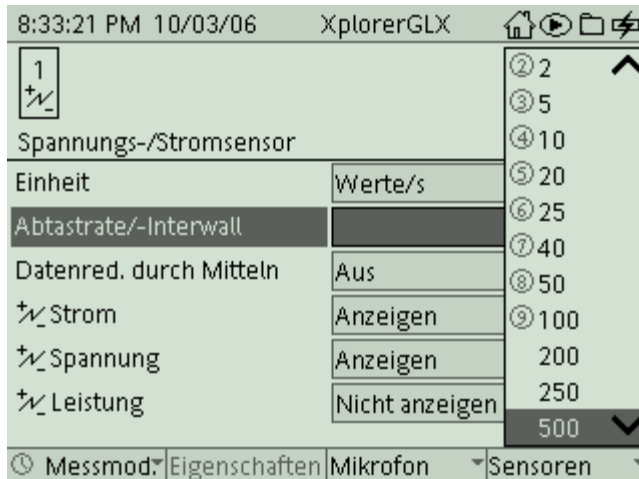 8:33:21 PM 10/03/06 XplorerGLX
1
Spannungs-/Stromsensor
Einheit Werte/s
Abtastrate/-Interwall
Datenred. durch Mitteln Aus
Strom Anzeigen
Spannung Anzeigen
Leistung Nicht anzeigen
② 2
③ 5
④ 10
⑤ 20
⑥ 25
⑦ 40
⑧ 50
⑨ 100
200
250
500
Messmod. Eigenschaften Mikrofon Sensoren